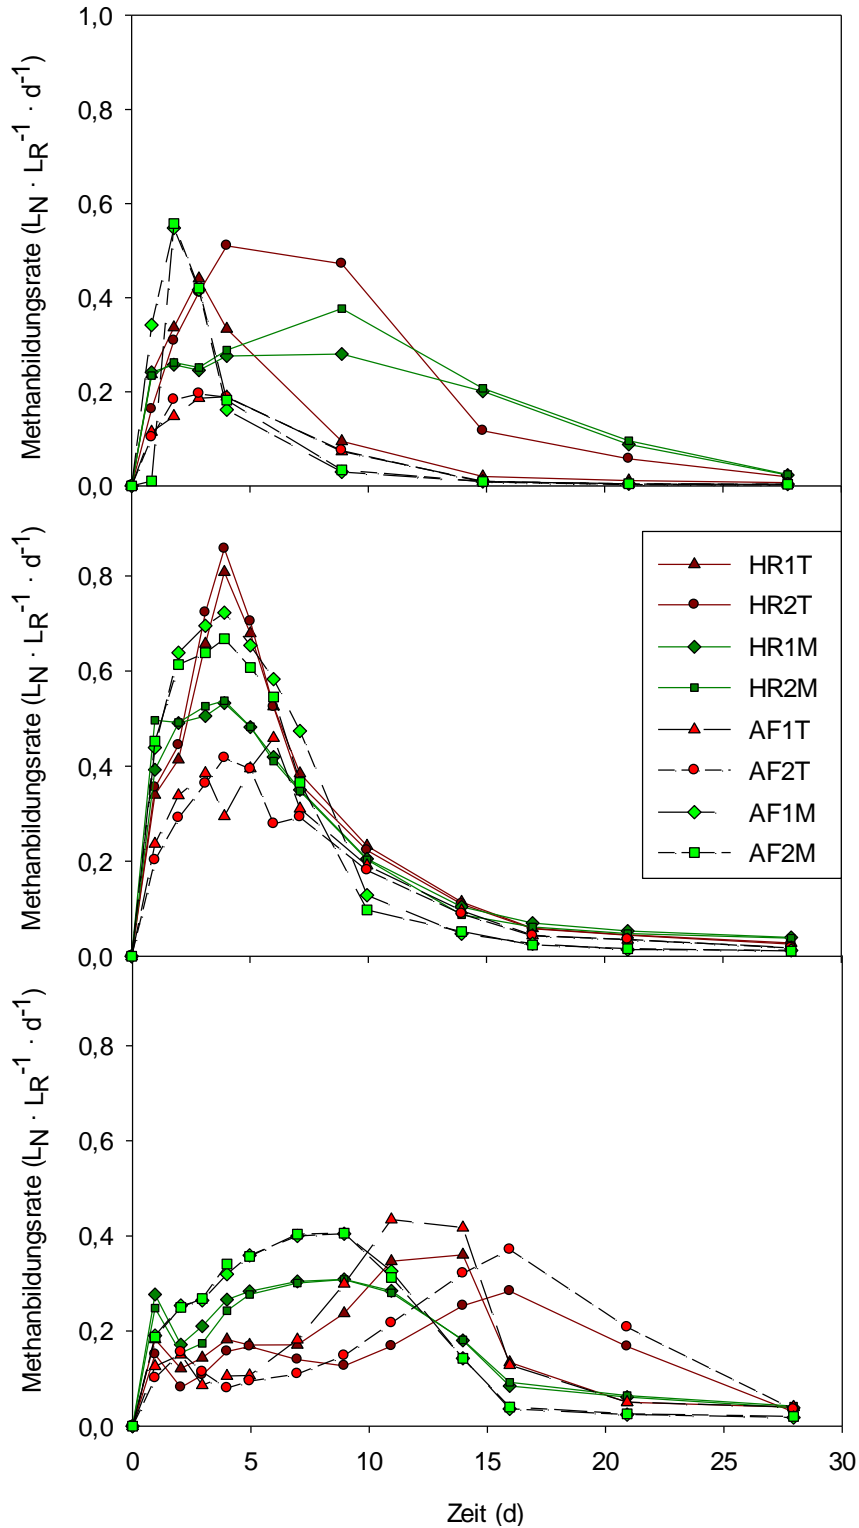 1,0
0,8
0,6
0,4
0,2
0,0
Methanbildungsrate (L_N · L_R^-1 · d^-1)
0,8
0,6
0,4
0,2
0,0
Methanbildungsrate (L_N · L_R^-1 · d^-1)
HR1T
HR2T
HR1M
HR2M
AF1T
AF2T
AF1M
AF2M
0,8
0,6
0,4
0,2
0,0
Methanbildungsrate (L_N · L_R^-1 · d^-1)
0 5 10 15 20 25 30
Zeit (d)